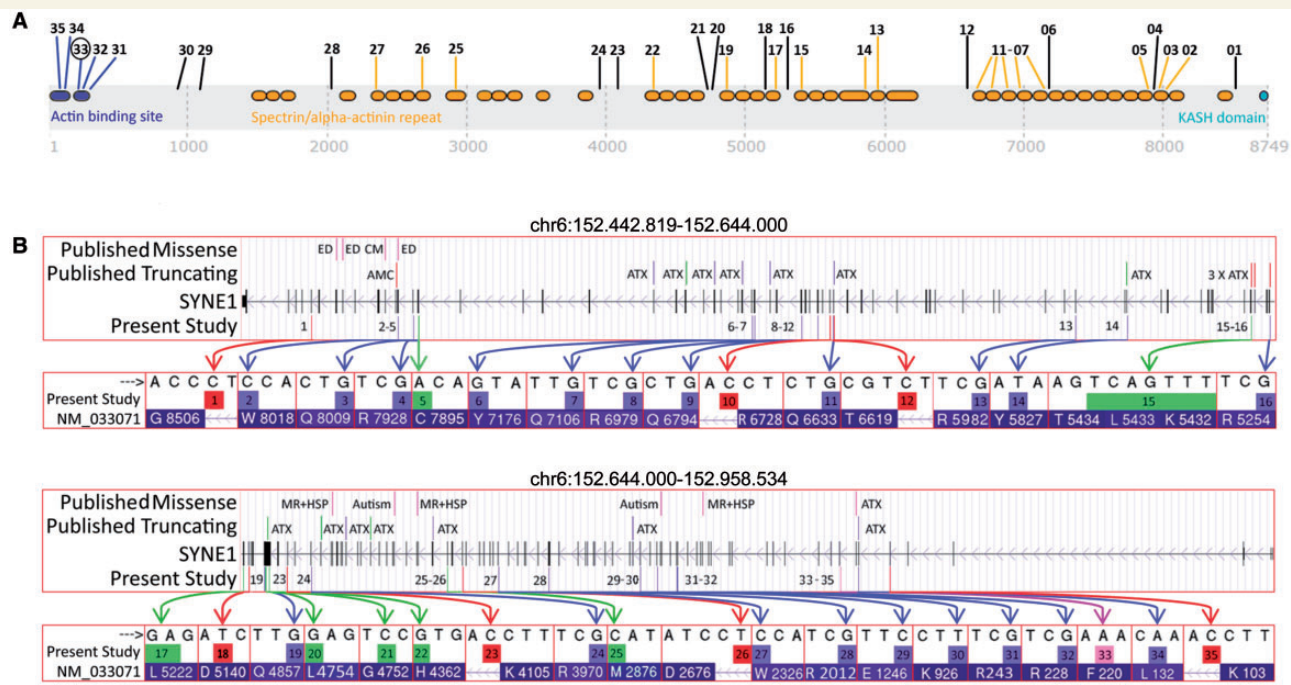 A
35 34 33 32 31 30 29 28 27 26 25 24 23 22 21 20 19 18 17 16 15 14 13 12 11-07 06 05 04 03 02 01
Actin binding site Spectrin/alpha-actinin repeat KASH domain
1 1000 2000 3000 4000 5000 6000 7000 8000 8749
chr6:152.442.819-152.644.000
B
Published Missense ED ED CM ED
Published Truncating AMC ATX ATX ATX ATX ATX ATX ATX 3 X ATX
SYNE1
Present Study 1 2-5 6-7 8-12 13 14 15-16
---> A C C C T C C A C T G T C G A C A G T A T T G T C G C T G A C C T C T G C G T C T T C G A T A A G T C A G T T T T C G
Present Study 1 2 3 4 5 6 7 8 9 10 11 12 13 14 15 16
NM_033071 G 8506 W 8018 Q 8009 R 7928 C 7895 Y 7176 Q 7106 R 6979 Q 6794 R 6728 Q 6633 T 6619 R 5982 Y 5827 T 5434 L 5433 K 5432 R 5254
chr6:152.644.000-152.958.534
Published Missense MR+HSP Autism MR+HSP Autism MR+HSP ATX
Published Truncating ATX ATX ATX ATX ATX ATX ATX
SYNE1
Present Study 19 23 24 25-26 27 28 29-30 31-32 33-35
---> G A G A T C T T G G A G T C C G T G A C C T T T C G C A T A T C C T C C A T C G T T C C T T T C G T C G A A A C A A A C C T T
Present Study 17 18 19 20 21 22 23 24 25 26 27 28 29 30 31 32 33 34 35
NM_033071 L 5222 D 5140 Q 4857 L 4754 G 4752 H 4362 K 4105 R 3970 M 2876 D 2676 W 2326 R 2012 E 1246 K 926 R243 R 228 F 220 L 132 K 103